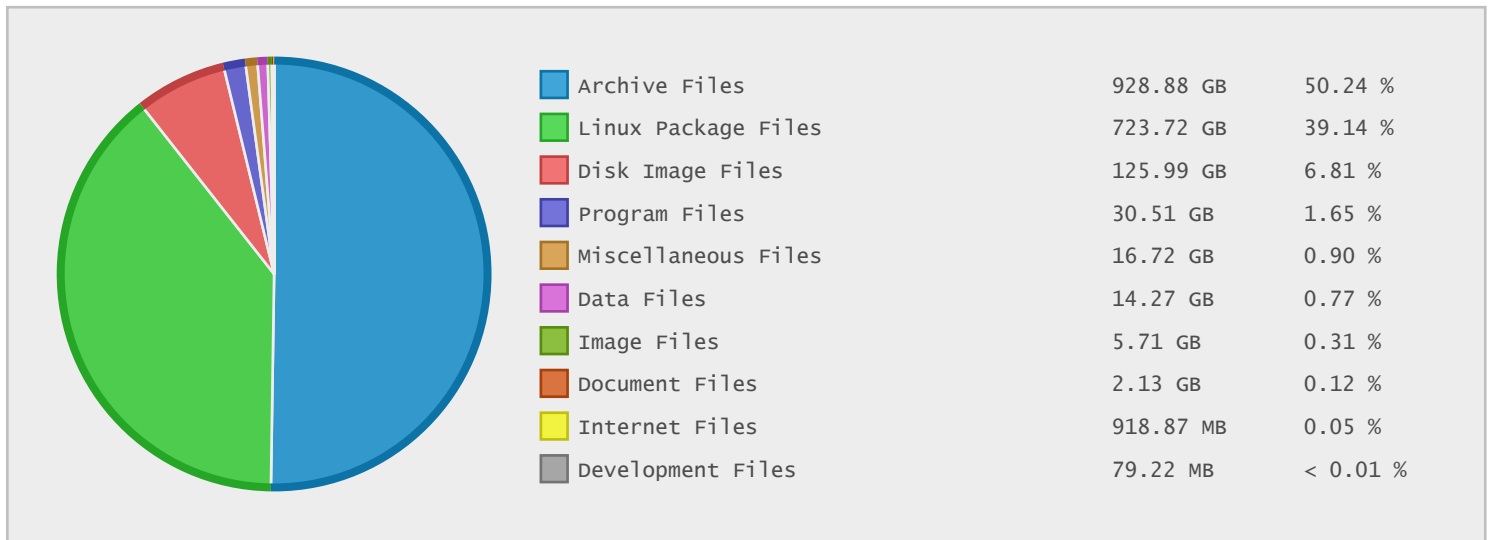 Archive Files 928.88 GB 50.24 %
Linux Package Files 723.72 GB 39.14 %
Disk Image Files 125.99 GB 6.81 %
Program Files 30.51 GB 1.65 %
Miscellaneous Files 16.72 GB 0.90 %
Data Files 14.27 GB 0.77 %
Image Files 5.71 GB 0.31 %
Document Files 2.13 GB 0.12 %
Internet Files 918.87 MB 0.05 %
Development Files 79.22 MB < 0.01 %